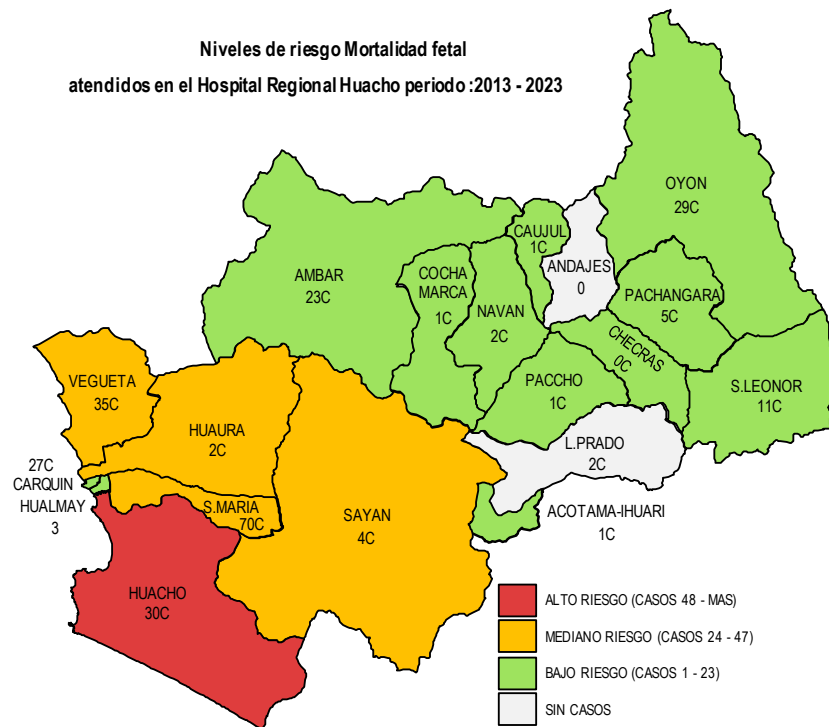 Niveles de riesgo Mortalidad fetal
atendidos en el Hospital Regional Huacho periodo :2013 - 2023
OYON
29C
CAUJUL
1C
ANDAJES
0
AMBAR
23C
COCHA
MARCA
1C
NAVAN
2C
PACHANGARA
5C
CHECRAS
0C
VEGUETA
35C
PACCHO
1C
S.LEONOR
11C
HUAURA
2C
L.PRADO
2C
27C
CARQUIN
HUALMAY
3
S.MARIA
70C
SAYAN
4C
ACOTAMA-IHUARI
1C
HUACHO
30C
ALTO RIESGO (CASOS 48 - MAS)
MEDIANO RIESGO (CASOS 24 - 47)
BAJO RIESGO (CASOS 1 - 23)
SIN CASOS